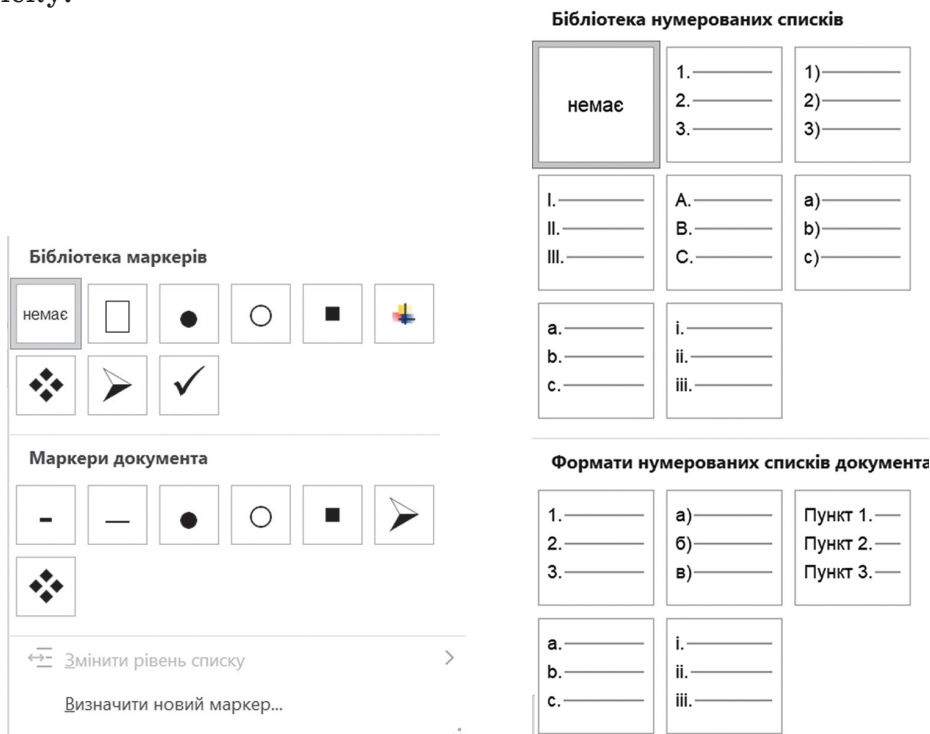 Бібліотека маркерів
немає
Маркери документа
Змінити рівень списку
Визначити новий маркер...
Бібліотека нумерованих списків
немає
1.
2.
3.
1)
2)
3)
I.
II.
III.
A.
B.
C.
a)
b)
c)
a.
b.
c.
i.
ii.
iii.
Формати нумерованих списків документа
1.
2.
3.
а)
б)
в)
Пункт 1.
Пункт 2.
Пункт 3.
a.
b.
c.
i.
ii.
iii.